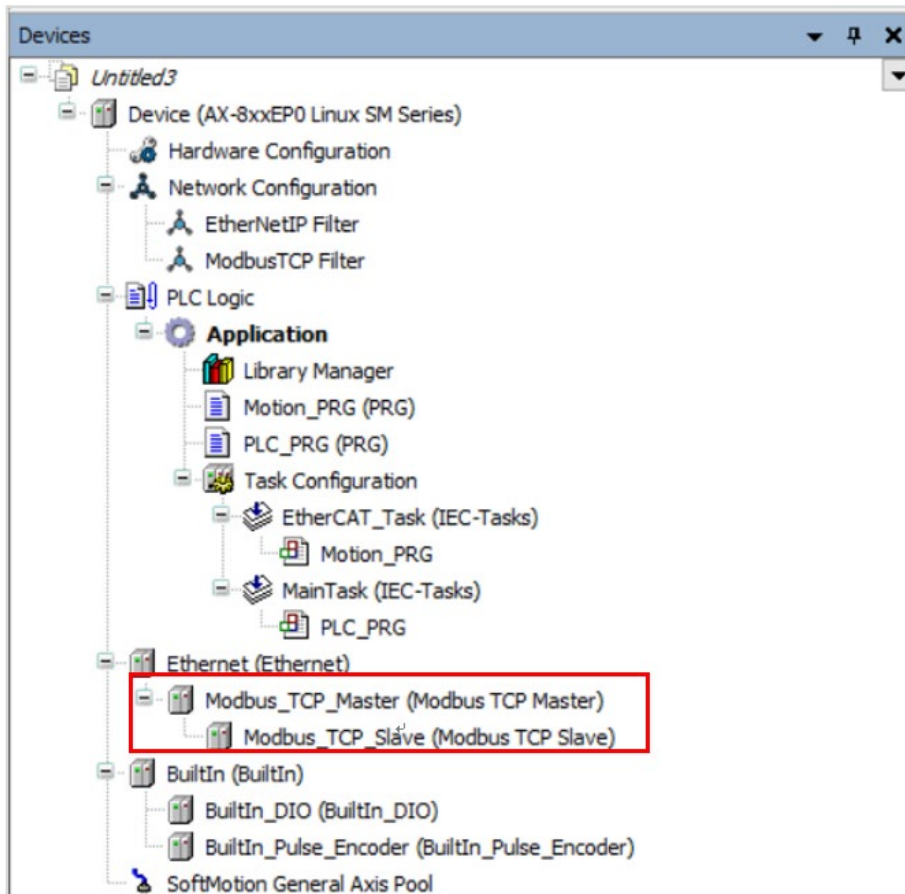 Devices
Untitled3
Device (AX-8xxEP0 Linux SM Series)
Hardware Configuration
Network Configuration
EtherNetIP Filter
ModbusTCP Filter
PLC Logic
Application
Library Manager
Motion_PRG (PRG)
PLC_PRG (PRG)
Task Configuration
EtherCAT_Task (IEC-Tasks)
Motion_PRG
MainTask (IEC-Tasks)
PLC_PRG
Ethernet (Ethernet)
Modbus_TCP_Master (Modbus TCP Master)
Modbus_TCP_Slave (Modbus TCP Slave)
BuiltIn (BuiltIn)
BuiltIn_DIO (BuiltIn_DIO)
BuiltIn_Pulse_Encoder (BuiltIn_Pulse_Encoder)
SoftMotion General Axis Pool